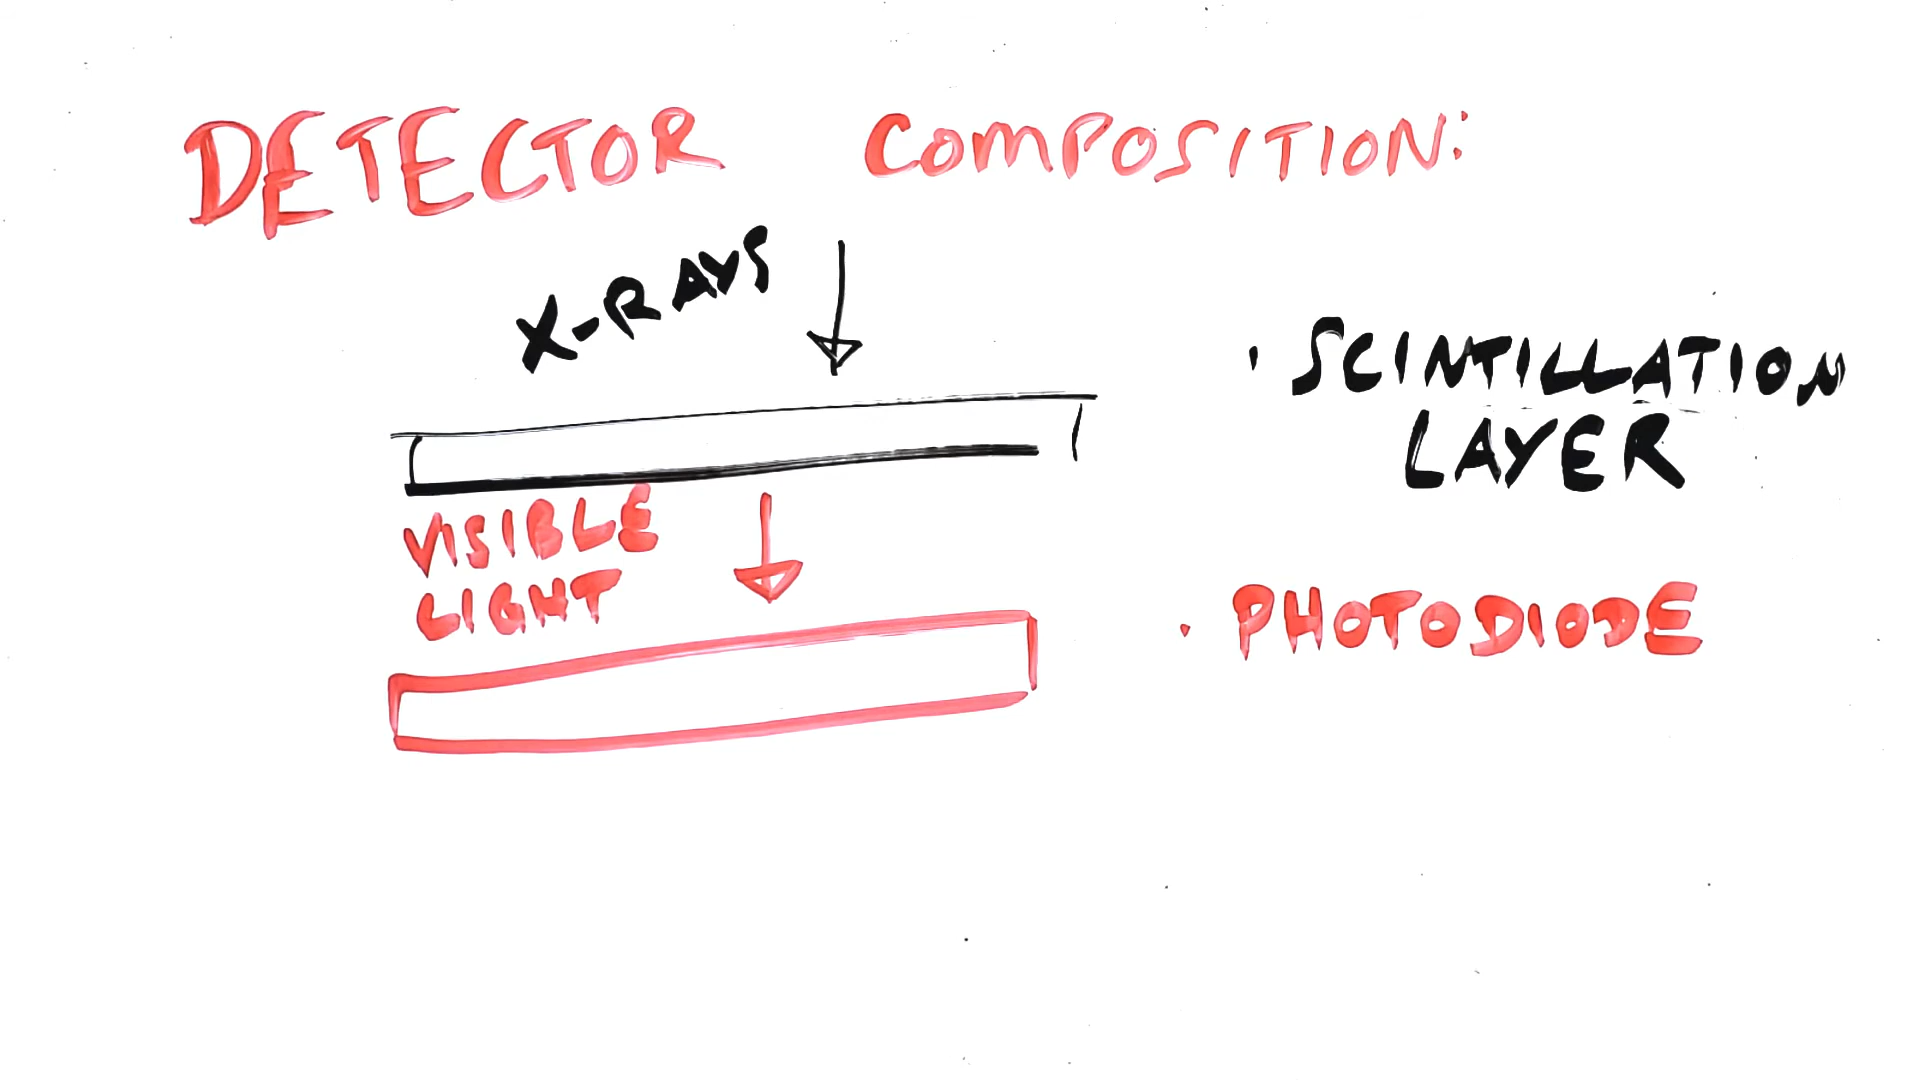 DETECTOR COMPOSITION:
X-RAYS
· SCINTILLATION
LAYER
VISIBLE
LIGHT
· PHOTODIODE